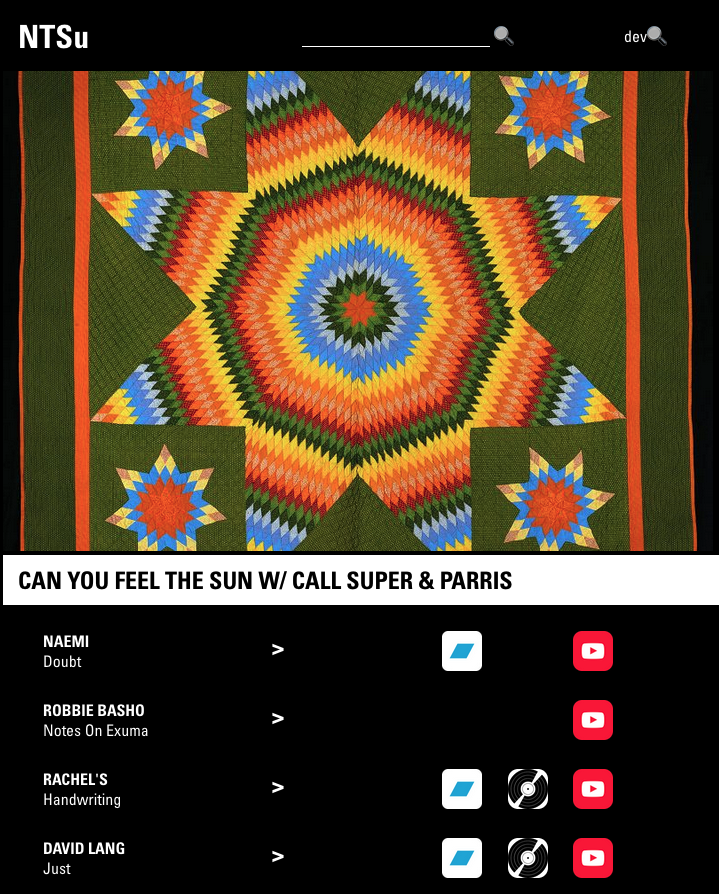 NTSu
dev
CAN YOU FEEL THE SUN W/ CALL SUPER & PARRIS
NAEMI
Doubt
>
ROBBIE BASHO
Notes On Exuma
>
RACHEL'S
Handwriting
>
DAVID LANG
Just
>